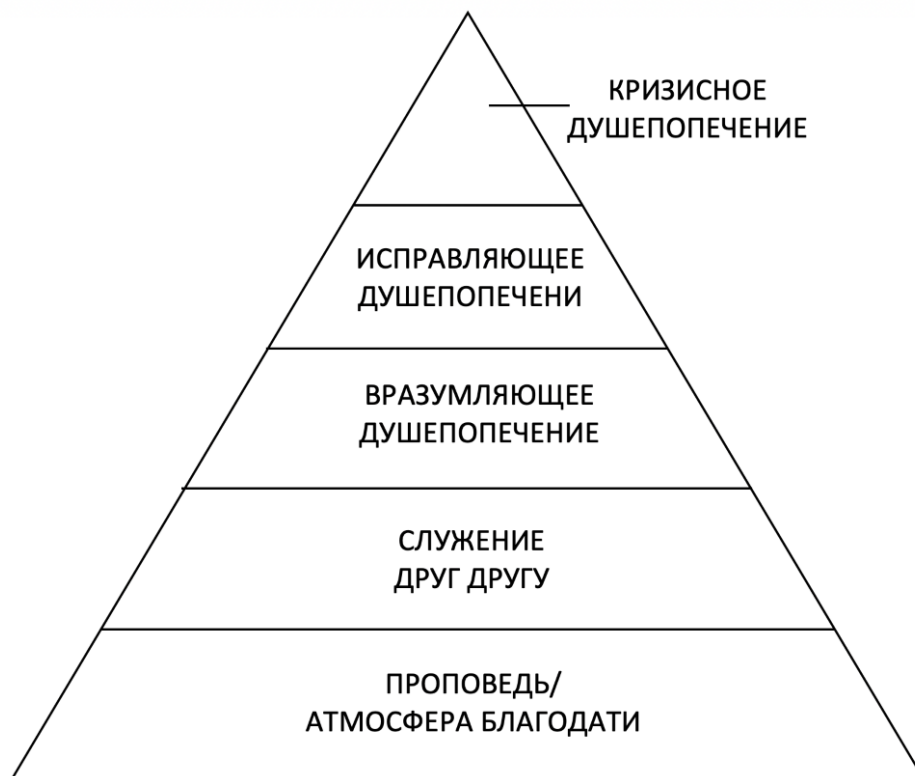 КРИЗИСНОЕ
ДУШЕПОПЕЧЕНИЕ
ИСПРАВЛЯЮЩЕЕ
ДУШЕПОПЕЧЕНИ
ВРАЗУМЛЯЮЩЕЕ
ДУШЕПОПЕЧЕНИЕ
СЛУЖЕНИЕ
ДРУГ ДРУГУ
ПРОПОВЕДЬ/
АТМОСФЕРА БЛАГОДАТИ